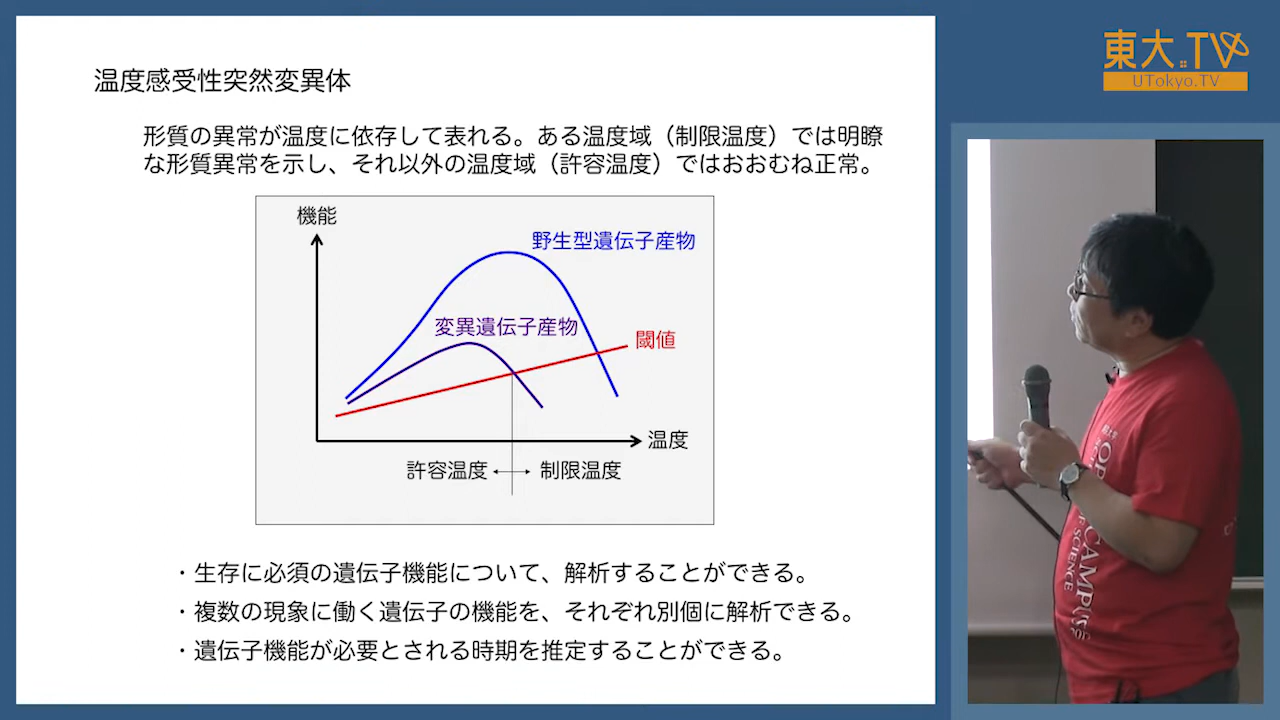 温度感受性突然変異体
形質の異常が温度に依存して表れる。ある温度域（制限温度）では明瞭
な形質異常を示し、それ以外の温度域（許容温度）ではおおむね正常。
機能
野生型遺伝子産物
変異遺伝子産物
閾値
温度
許容温度
制限温度
・生存に必須の遺伝子機能について、解析することができる。
・複数の現象に働く遺伝子の機能を、それぞれ別個に解析できる。
・遺伝子機能が必要とされる時期を推定することができる。
東大.TV
UTokyo.TV
CAMP
SCIENCE